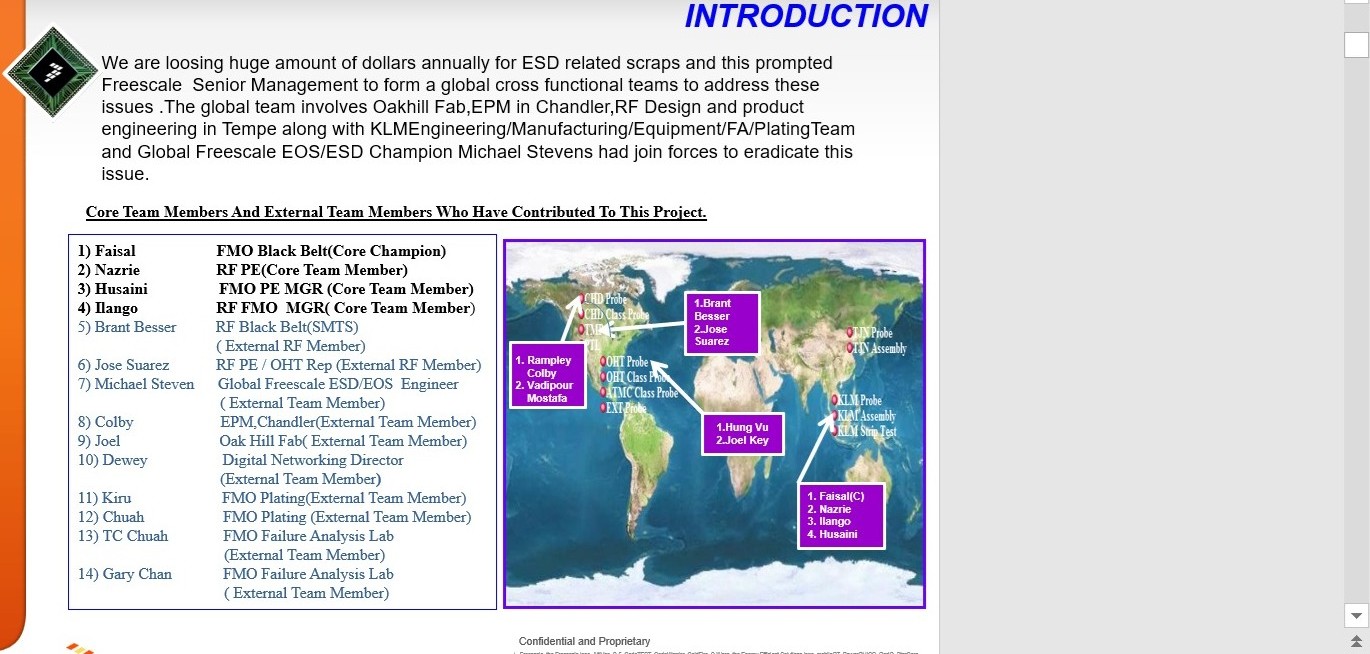 INTRODUCTION
We are loosing huge amount of dollars annually for ESD related scraps and this prompted
Freescale Senior Management to form a global cross functional teams to address these
issues .The global team involves Oakhill Fab,EPM in Chandler,RF Design and product
engineering in Tempe along with KLMEngineering/Manufacturing/Equipment/FA/PlatingTeam
and Global Freescale EOS/ESD Champion Michael Stevens had join forces to eradicate this
issue.
Core Team Members And External Team Members Who Have Contributed To This Project.
1) Faisal FMO Black Belt(Core Champion)
2) Nazrie RF PE(Core Team Member)
3) Husaini FMO PE MGR (Core Team Member)
4) Ilango RF FMO MGR( Core Team Member)
5) Brant Besser RF Black Belt(SMTS)
( External RF Member)
6) Jose Suarez RF PE / OHT Rep (External RF Member)
7) Michael Steven Global Freescale ESD/EOS Engineer
( External Team Member)
8) Colby EPM,Chandler(External Team Member)
9) Joel Oak Hill Fab( External Team Member)
10) Dewey Digital Networking Director
(External Team Member)
11) Kiru FMO Plating(External Team Member)
12) Chuah FMO Plating (External Team Member)
13) TC Chuah FMO Failure Analysis Lab
(External Team Member)
14) Gary Chan FMO Failure Analysis Lab
( External Team Member)
CHD Probe
CHD Class Probe
1.Brant
Besser
2.Jose
Suarez
1. Rampley
Colby
2. Vadipour
Mostafa
OHT Probe
OHT Class Probe
ATMC Class Probe
EXT Probe
TJN Probe
TJN Assembly
1.Hung Vu
2.Joel Key
KLM Probe
KLM Assembly
KLM Strip Test
1. Faisal(C)
2. Nazrie
3. Ilango
4. Husaini
Confidential and Proprietary